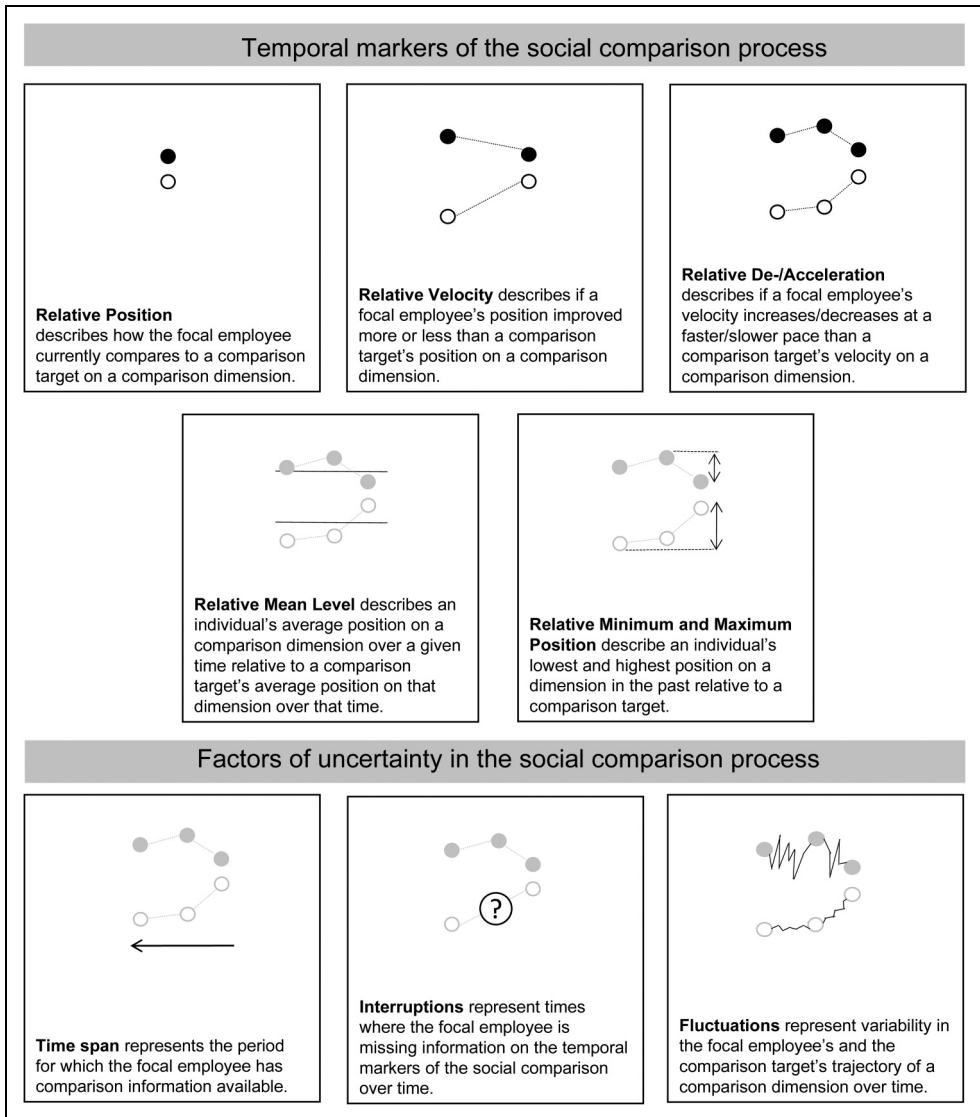 Temporal markers of the social comparison process
Relative Position
describes how the focal employee
currently compares to a comparison
target on a comparison dimension.
Relative Velocity describes if a
focal employee's position improved
more or less than a comparison
target's position on a comparison
dimension.
Relative De-/Acceleration
describes if a focal employee's
velocity increases/decreases at a
faster/slower pace than a
comparison target's velocity on a
comparison dimension.
Relative Mean Level describes an
individual's average position on a
comparison dimension over a given
time relative to a comparison
target's average position on that
dimension over that time.
Relative Minimum and Maximum
Position describe an individual's
lowest and highest position on a
dimension in the past relative to a
comparison target.
Factors of uncertainty in the social comparison process
Time span represents the period
for which the focal employee has
comparison information available.
?
Interruptions represent times
where the focal employee is
missing information on the temporal
markers of the social comparison
over time.
Fluctuations represent variability in
the focal employee's and the
comparison target's trajectory of a
comparison dimension over time.